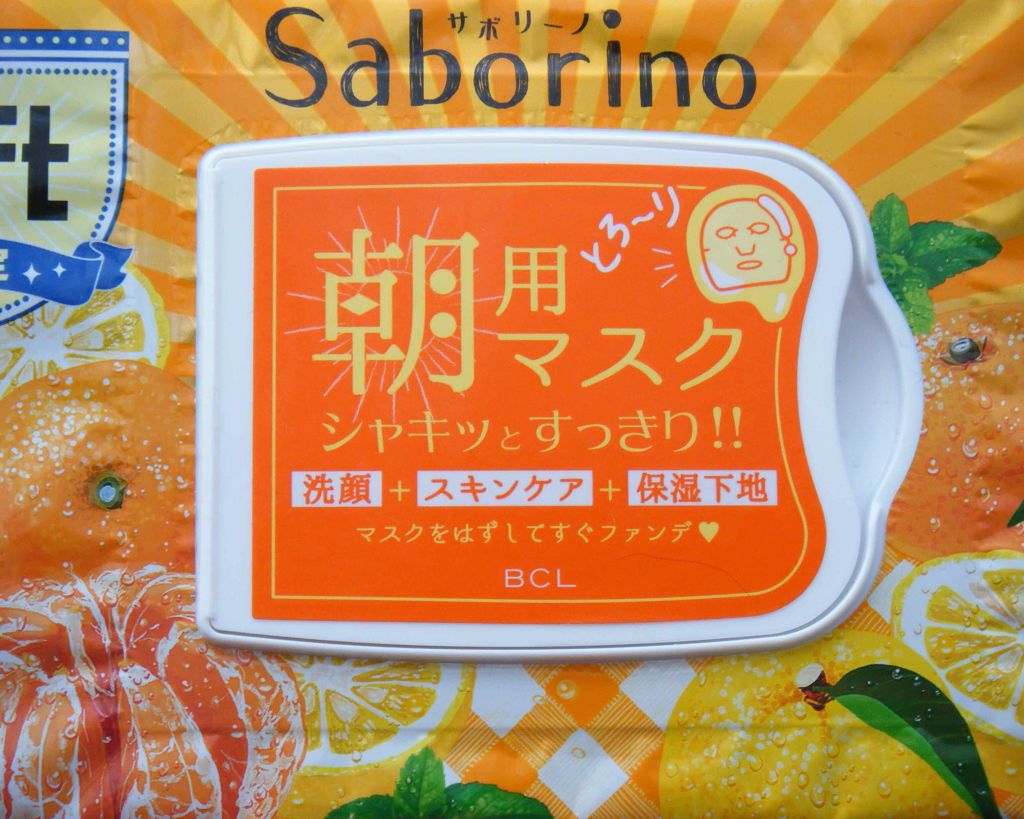 サボリーノ
Saborino
ft
とろ〜り
朝用
マスク
シャキッとすっきり!!
洗顔+スキンケア+保湿下地
マスクをはずしてすぐファンデ♥
BCL